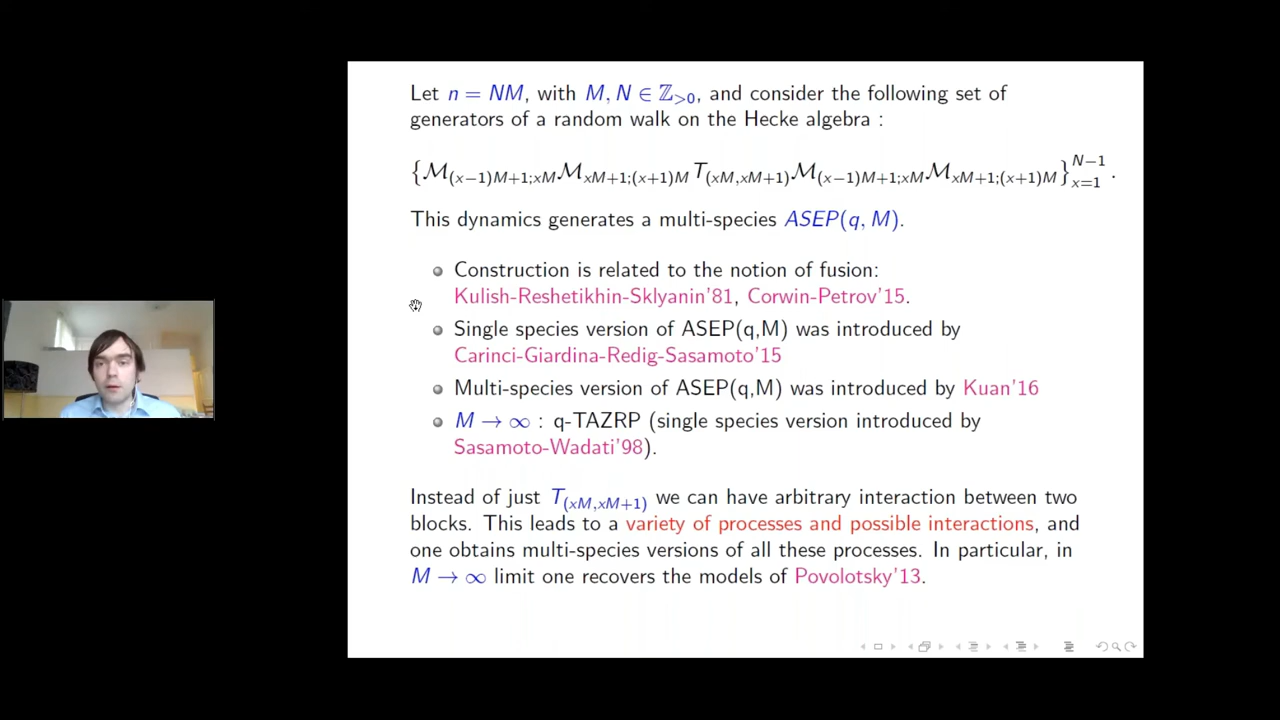 Let n = NM, with M, N ∈ ℤ>0, and consider the following set of
generators of a random walk on the Hecke algebra :
{ℳ(x−1)M+1;xM ℳxM+1;(x+1)M T(xM,xM+1) ℳ(x−1)M+1;xM ℳxM+1;(x+1)M}_{x=1}^{N−1}.
This dynamics generates a multi-species ASEP(q, M).
Construction is related to the notion of fusion:
Kulish-Reshetikhin-Sklyanin'81, Corwin-Petrov'15.
Single species version of ASEP(q,M) was introduced by
Carinci-Giardina-Redig-Sasamoto'15
Multi-species version of ASEP(q,M) was introduced by Kuan'16
M → ∞ : q-TAZRP (single species version introduced by
Sasamoto-Wadati'98).
Instead of just T(xM,xM+1) we can have arbitrary interaction between two
blocks. This leads to a variety of processes and possible interactions, and
one obtains multi-species versions of all these processes. In particular, in
M → ∞ limit one recovers the models of Povolotsky'13.